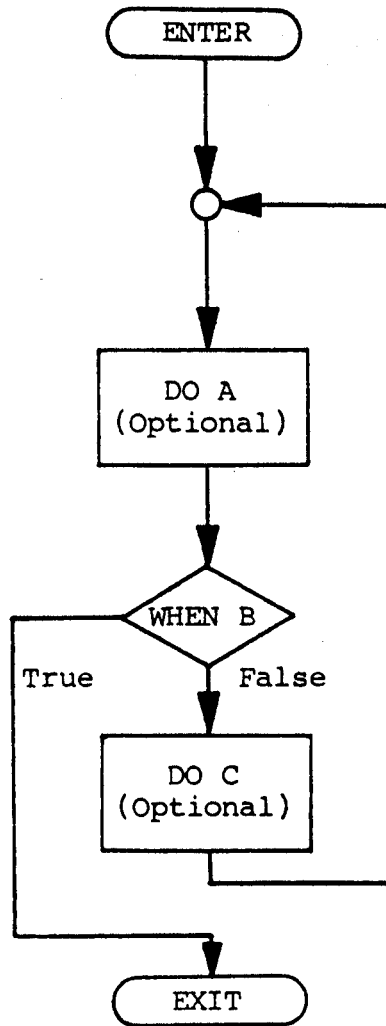 ENTER
DO A
(Optional)
WHEN B
True
False
DO C
(Optional)
EXIT